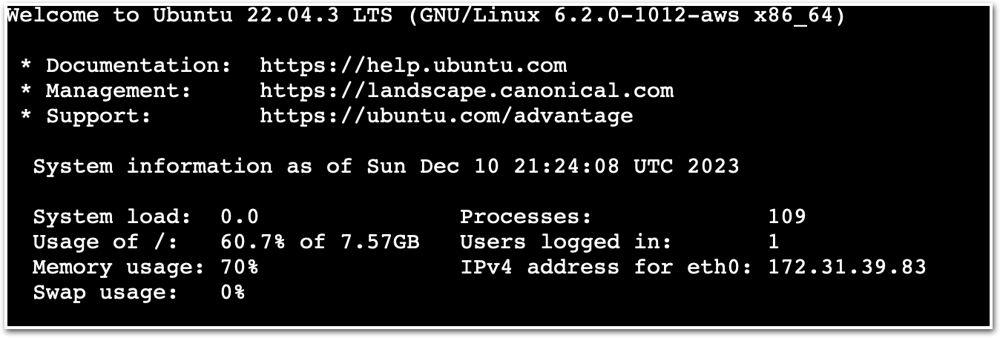 Welcome to Ubuntu 22.04.3 LTS (GNU/Linux 6.2.0-1012-aws x86_64)
* Documentation:  https://help.ubuntu.com
* Management:     https://landscape.canonical.com
* Support:        https://ubuntu.com/advantage
System information as of Sun Dec 10 21:24:08 UTC 2023
System load:  0.0               Processes:             109
Usage of /:   60.7% of 7.57GB   Users logged in:       1
Memory usage: 70%               IPv4 address for eth0: 172.31.39.83
Swap usage:   0%